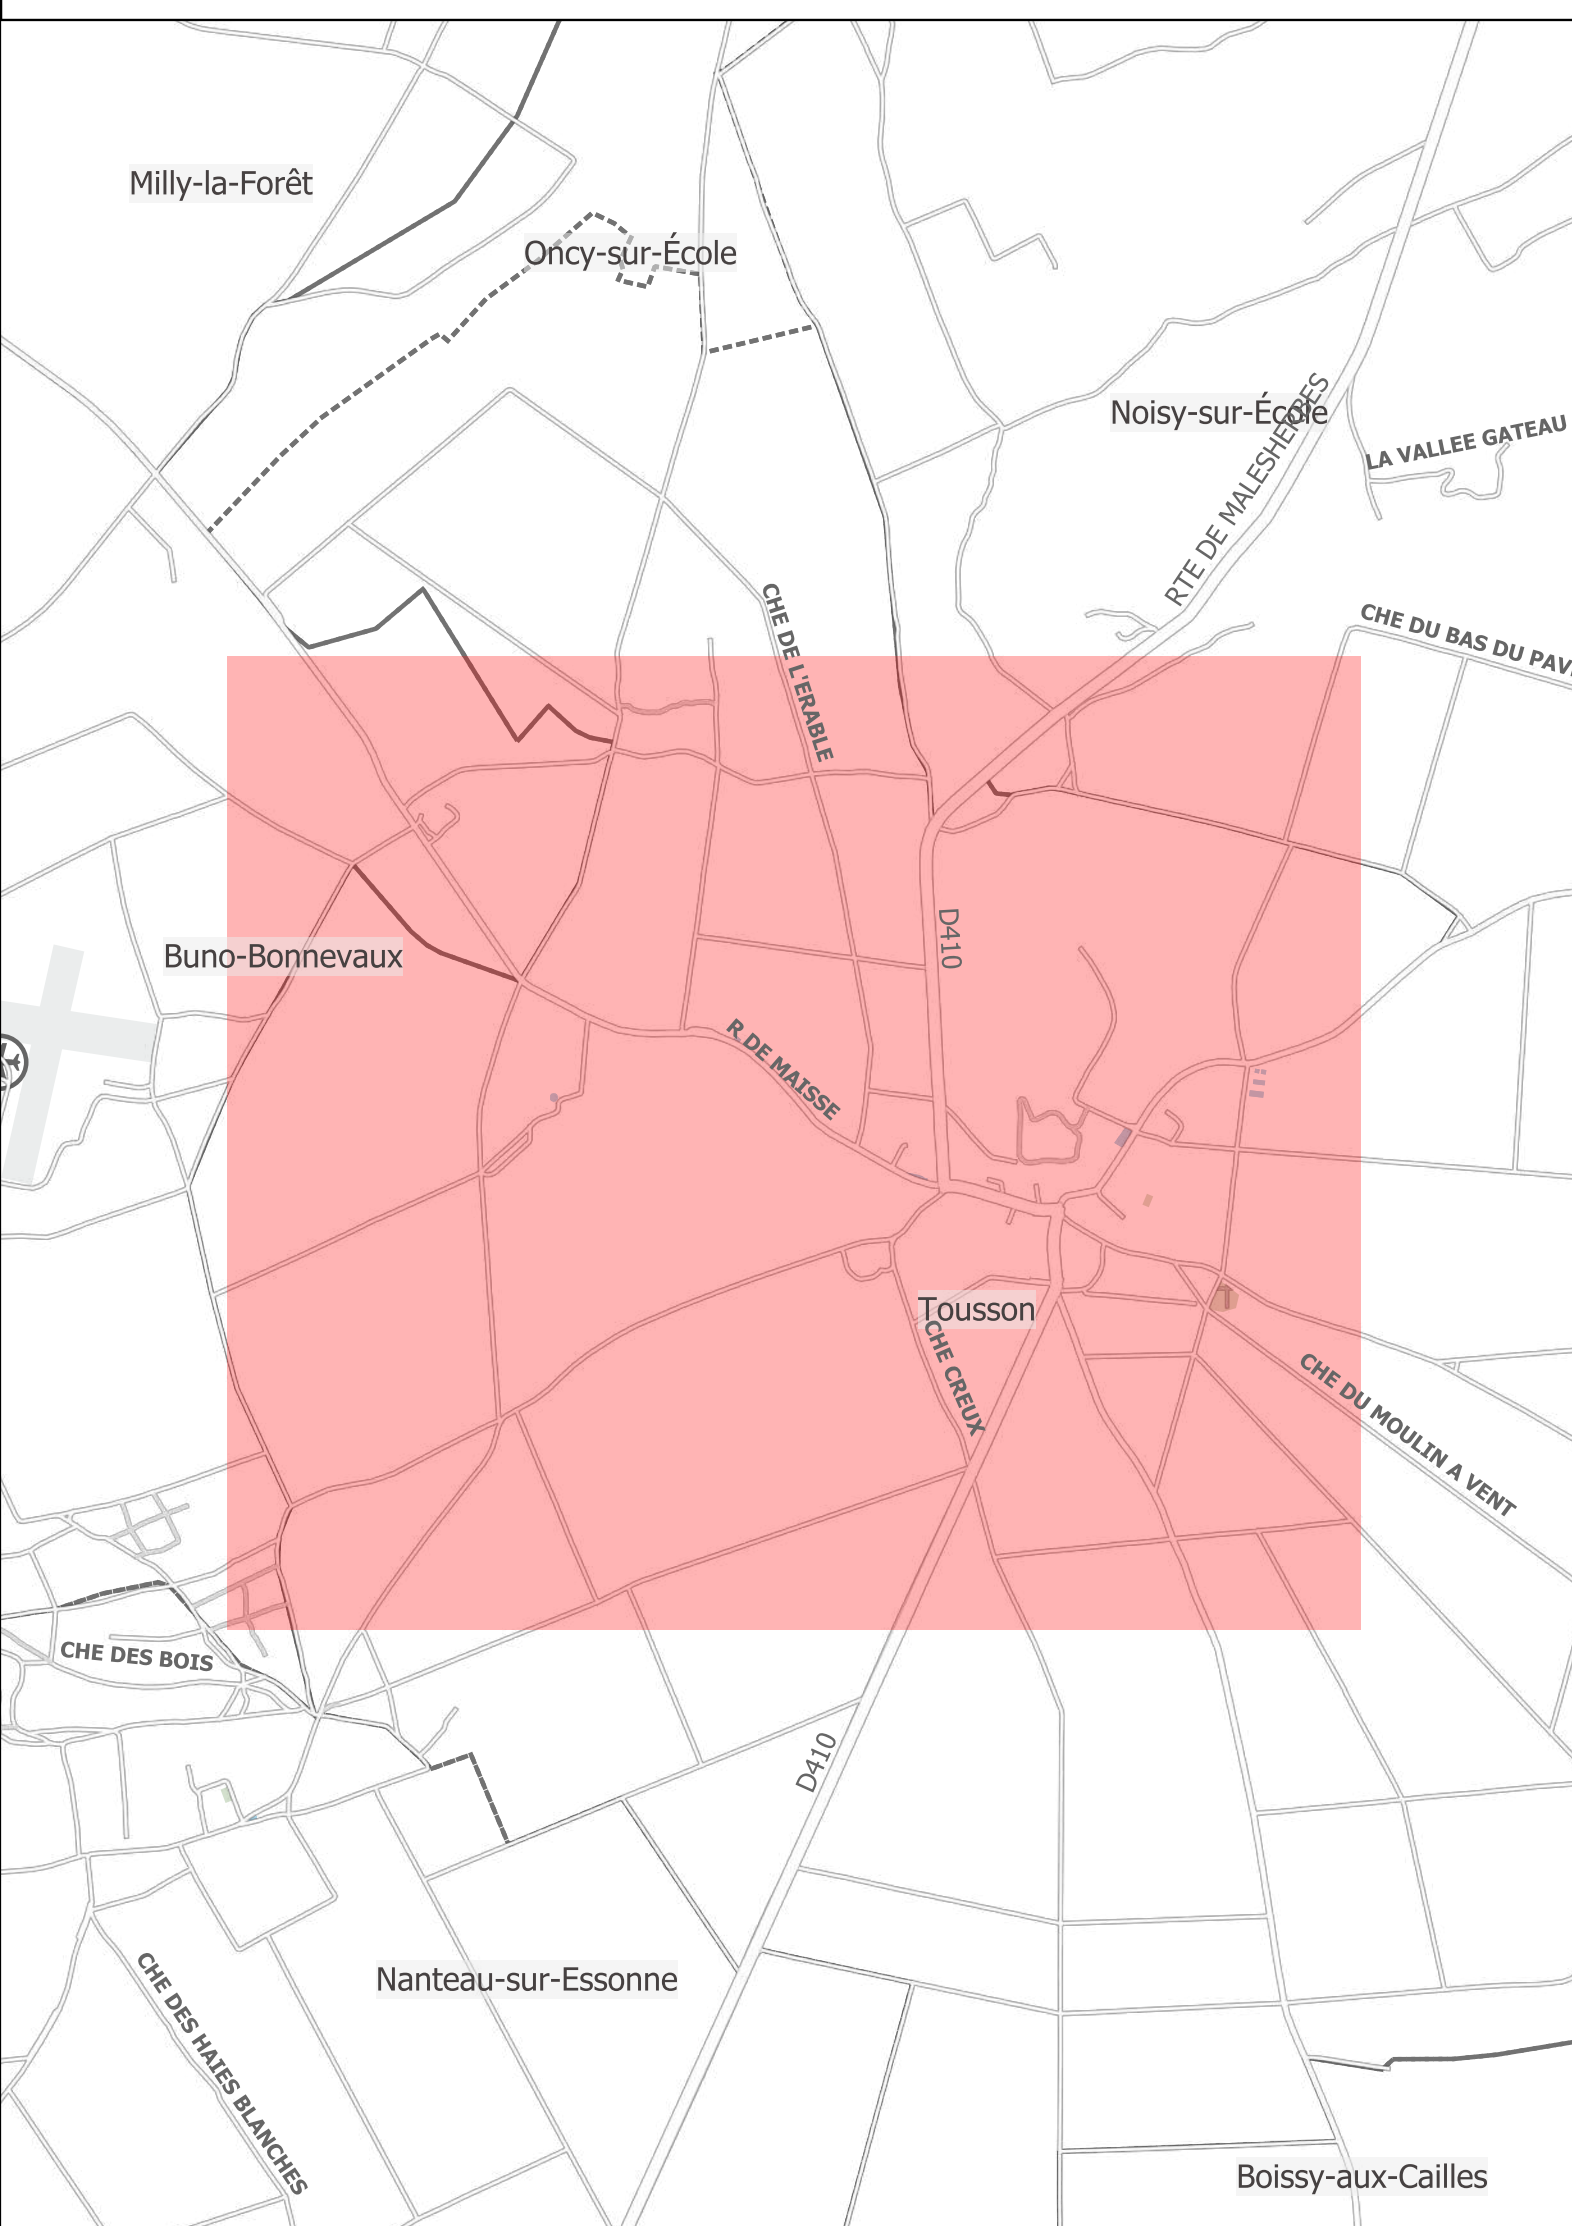 Milly-la-Forêt
Oncy-sur-École
Noisy-sur-École
RTE DE MALESHERBES
LA VALLEE GATEAU
CHE DE L'ERABLE
CHE DU BAS DU PAV
D410
Buno-Bonnevaux
R DE MAISSE
Tousson
CHE CREUX
CHE DU MOULIN A VENT
CHE DES BOIS
D410
Nanteau-sur-Essonne
CHE DES HAIES BLANCHES
Boissy-aux-Cailles